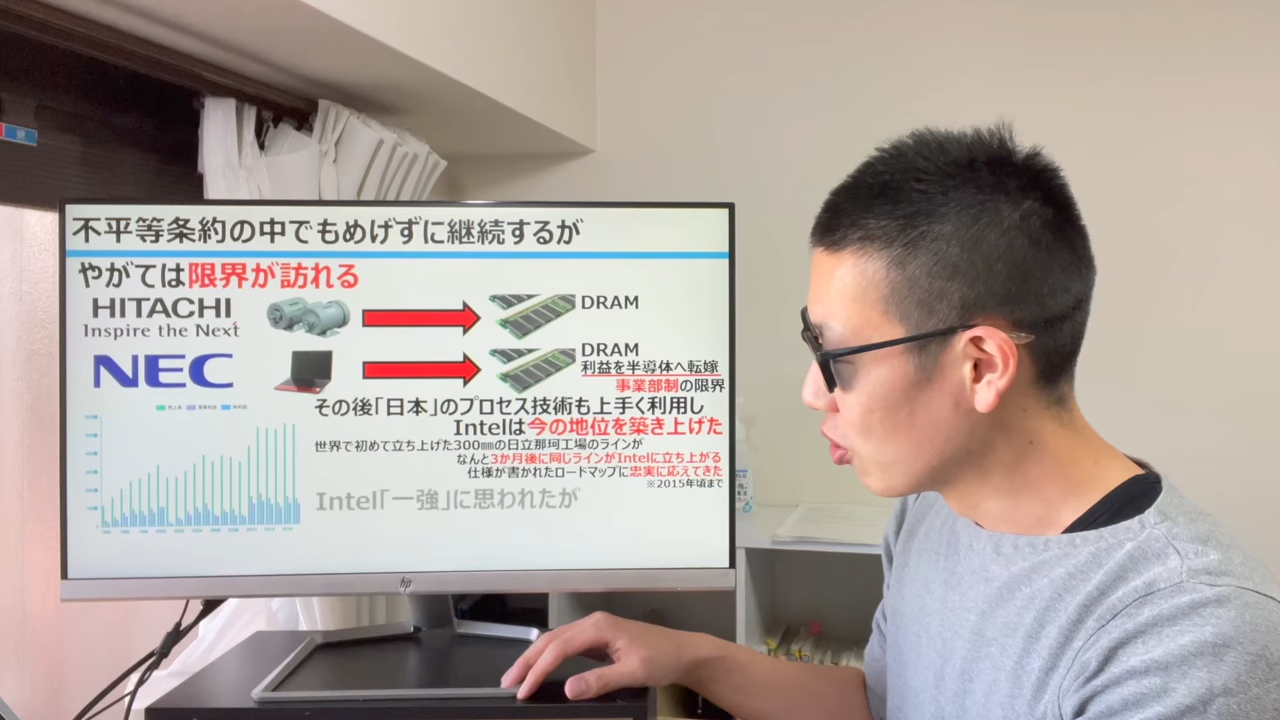 不平等条約の中でもめげずに継続するが
やがては限界が訪れる
HITACHI
Inspire the Next
DRAM
NEC
DRAM
利益を半導体へ転嫁
事業部制の限界
その後「日本」のプロセス技術も上手く利用し
Intelは今の地位を築き上げた
世界で初めて立ち上げた300㎜の日立那珂工場のラインが
なんと3か月後に同じラインがIntelに立ち上がる
仕様が書かれたロードマップに忠実に応えてきた
※2015年頃まで
Intel「一強」に思われたが
hp